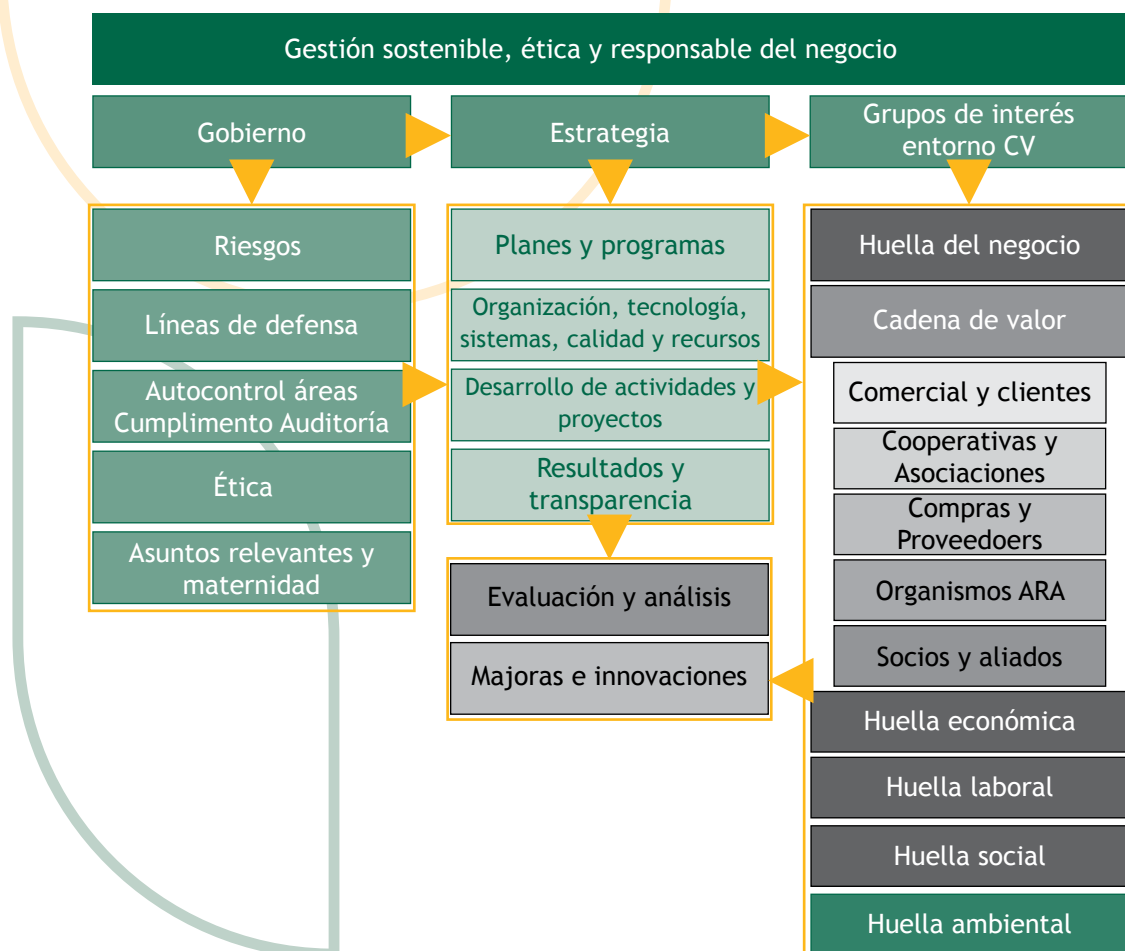 Gestión sostenible, ética y responsable del negocio
Gobierno
Estrategia
Grupos de interés
entorno CV
Riesgos
Líneas de defensa
Autocontrol áreas
Cumplimento Auditoría
Ética
Asuntos relevantes y
maternidad
Planes y programas
Organización, tecnología,
sistemas, calidad y recursos
Desarrollo de actividades y
proyectos
Resultados y
transparencia
Evaluación y análisis
Majoras e innovaciones
Huella del negocio
Cadena de valor
Comercial y clientes
Cooperativas y
Asociaciones
Compras y
Proveedoers
Organismos ARA
Socios y aliados
Huella económica
Huella laboral
Huella social
Huella ambiental